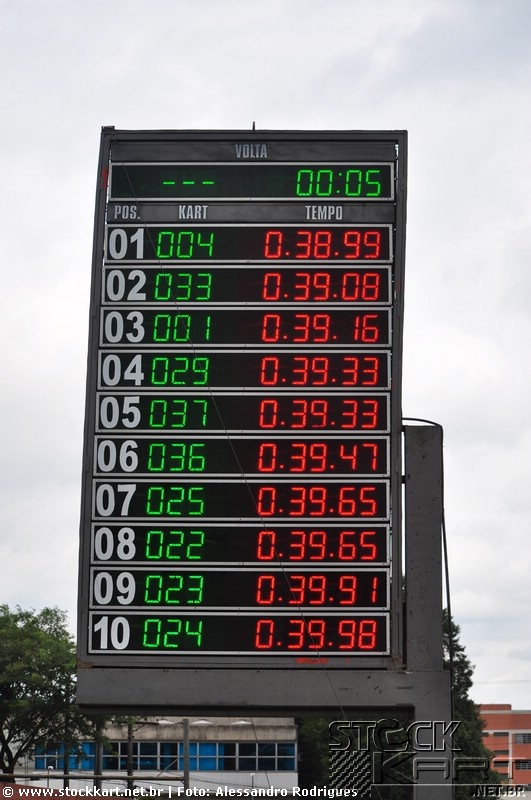 VOLTA
--- 00:05
POS. KART TEMPO
01 004 0.38.99
02 033 0.39.08
03 001 0.39.16
04 029 0.39.33
05 037 0.39.33
06 036 0.39.47
07 025 0.39.65
08 022 0.39.65
09 023 0.39.91
10 024 0.39.98
STOCK
KART
.NET.BR
© www.stockkart.net.br | Foto: Alessandro Rodrigues